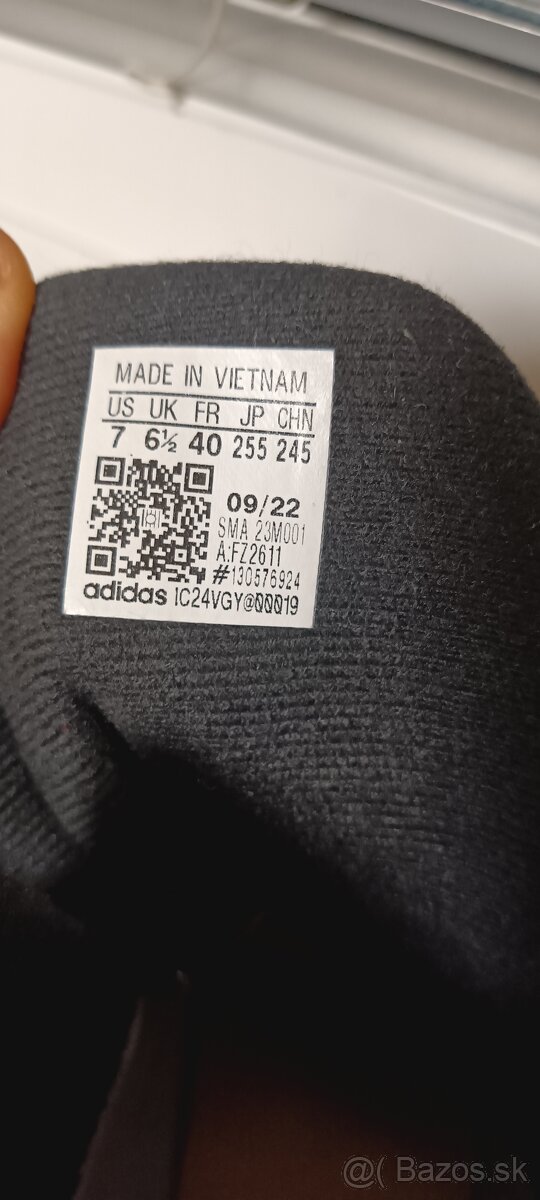 MADE IN VIETNAM
US UK FR JP CHN
7 6½ 40 255 245
09/22
SMA 23M001
A:FZ2611
#130576924
adidas 1C24VGY@00019
@( Bazos.sk